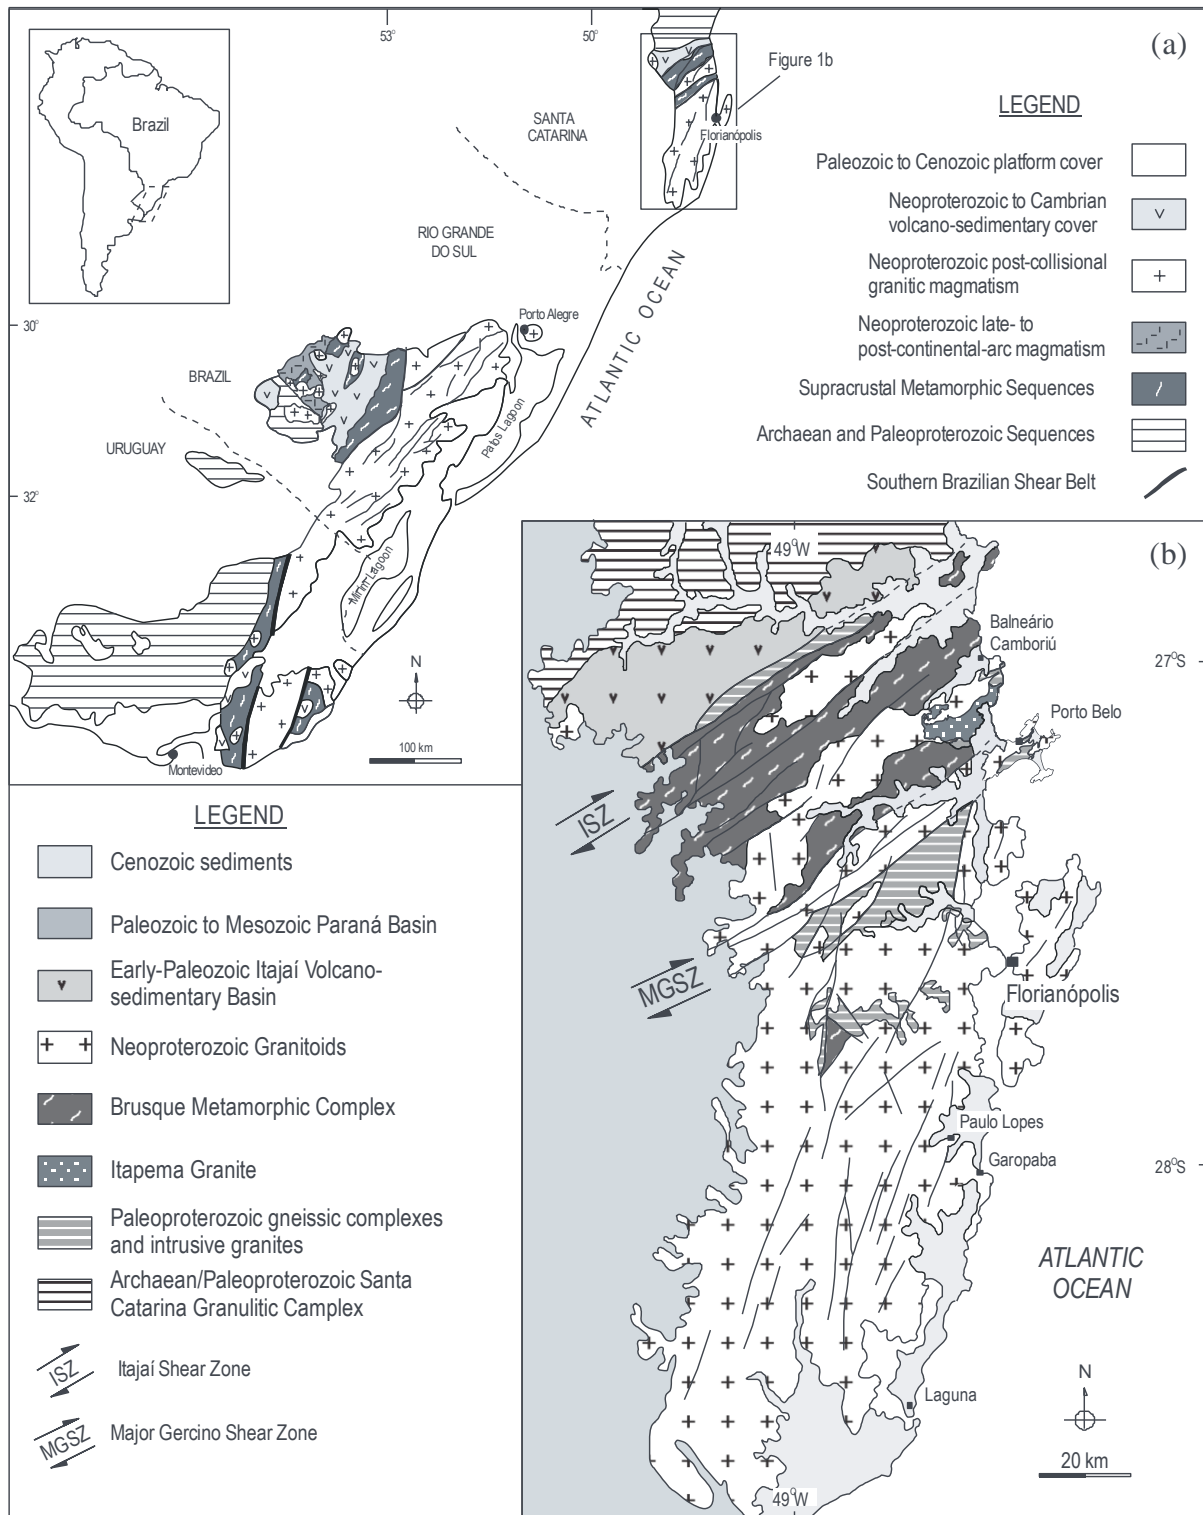 53°
50°
(a)
Brazil
Figure 1b
SANTA
CATARINA
Florianópolis
LEGEND
Paleozoic to Cenozoic platform cover
Neoproterozoic to Cambrian
volcano-sedimentary cover
Neoproterozoic post-collisional
granitic magmatism
Neoproterozoic late- to
post-continental-arc magmatism
Supracrustal Metamorphic Sequences
Archaean and Paleoproterozoic Sequences
Southern Brazilian Shear Belt
RIO GRANDE
DO SUL
ATLANTIC OCEAN
30°
Porto Alegre
BRAZIL
Patos Lagoon
URUGUAY
32°
Mirin Lagoon
N
100 km
Montevideo
(b)
49°W
Balneário
Camboriú
27°S
Porto Belo
ISZ
MGSZ
Florianópolis
Paulo Lopes
Garopaba
28°S
ATLANTIC
OCEAN
N
Laguna
20 km
49°W
LEGEND
Cenozoic sediments
Paleozoic to Mesozoic Paraná Basin
Early-Paleozoic Itajaí Volcano-
sedimentary Basin
Neoproterozoic Granitoids
Brusque Metamorphic Complex
Itapema Granite
Paleoproterozoic gneissic complexes
and intrusive granites
Archaean/Paleoproterozoic Santa
Catarina Granulitic Camplex
ISZ
Itajaí Shear Zone
MGSZ
Major Gercino Shear Zone